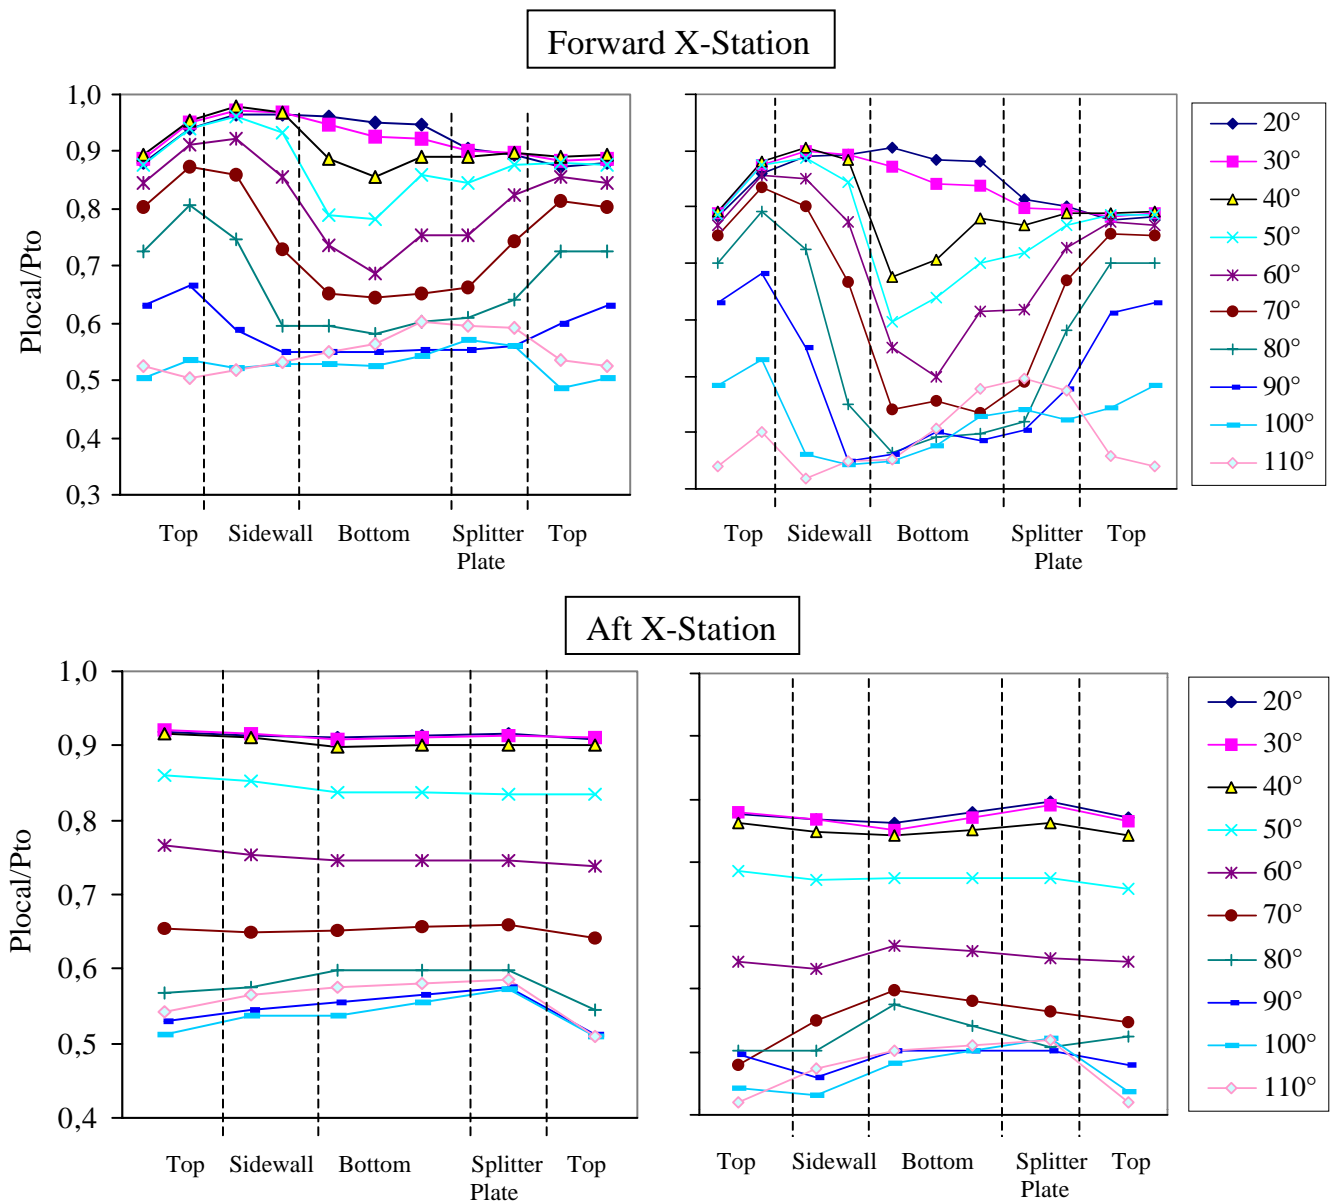 Forward X-Station
1,0
0,9
0,8
0,7
0,6
0,5
0,4
0,3
Plocal/Pto
Top Sidewall Bottom Splitter Top
Plate
Top Sidewall Bottom Splitter Top
Plate
20°
30°
40°
50°
60°
70°
80°
90°
100°
110°
Aft X-Station
1,0
0,9
0,8
0,7
0,6
0,5
0,4
Plocal/Pto
Top Sidewall Bottom Splitter Top
Plate
Top Sidewall Bottom Splitter Top
Plate
20°
30°
40°
50°
60°
70°
80°
90°
100°
110°